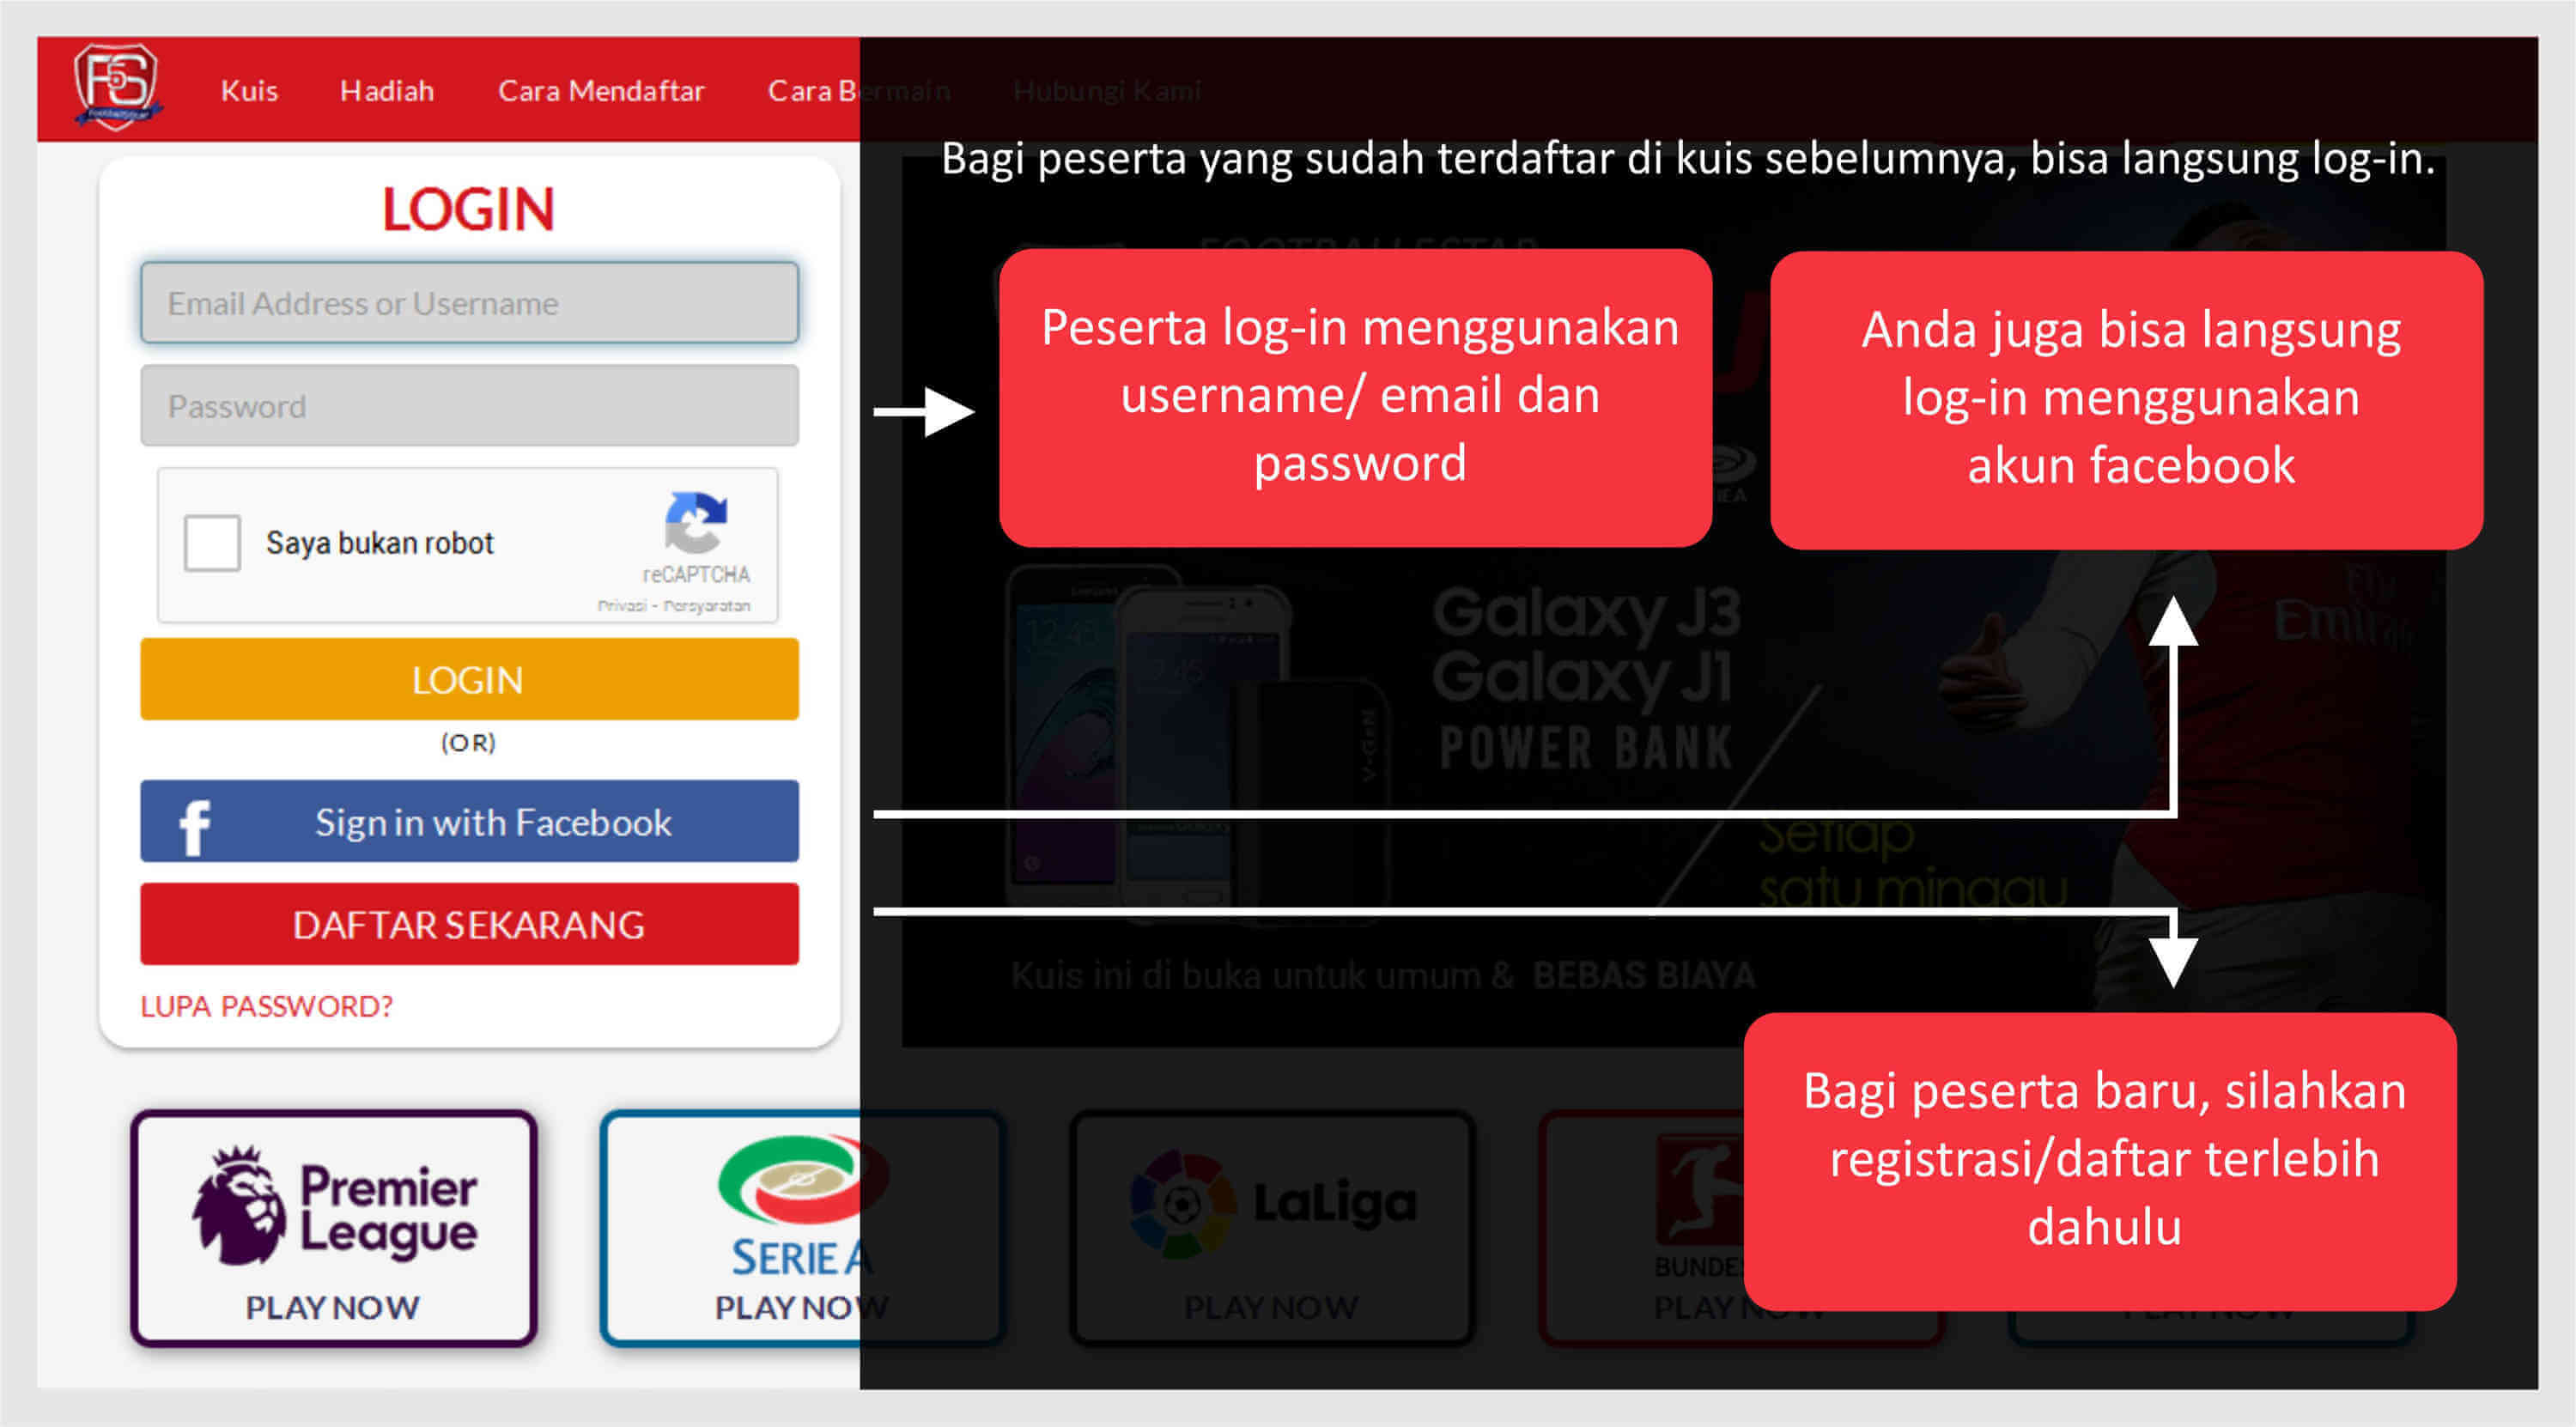 Kuis Hadiah Cara Mendaftar Cara Bermain Hubungi Kami
Bagi peserta yang sudah terdaftar di kuis sebelumnya, bisa langsung log-in.
LOGIN
Email Address or Username
Password
Saya bukan robot
reCAPTCHA
Privasi - Persyaratan
LOGIN
(OR)
f Sign in with Facebook
DAFTAR SEKARANG
LUPA PASSWORD?
Peserta log-in menggunakan
username/ email dan
password
Anda juga bisa langsung
log-in menggunakan
akun facebook
12:45
Galaxy J3
Galaxy J1
POWER BANK
V-GeN
Fly
Setiap
satu minggu
Kuis ini di buka untuk umum & BEBAS BIAYA
Bagi peserta baru, silahkan
registrasi/daftar terlebih
dahulu
Premier
League
PLAY NOW
SERIE A
PLAY NOW
LaLiga
PLAY NOW
PLAY NOW
PLAY NOW